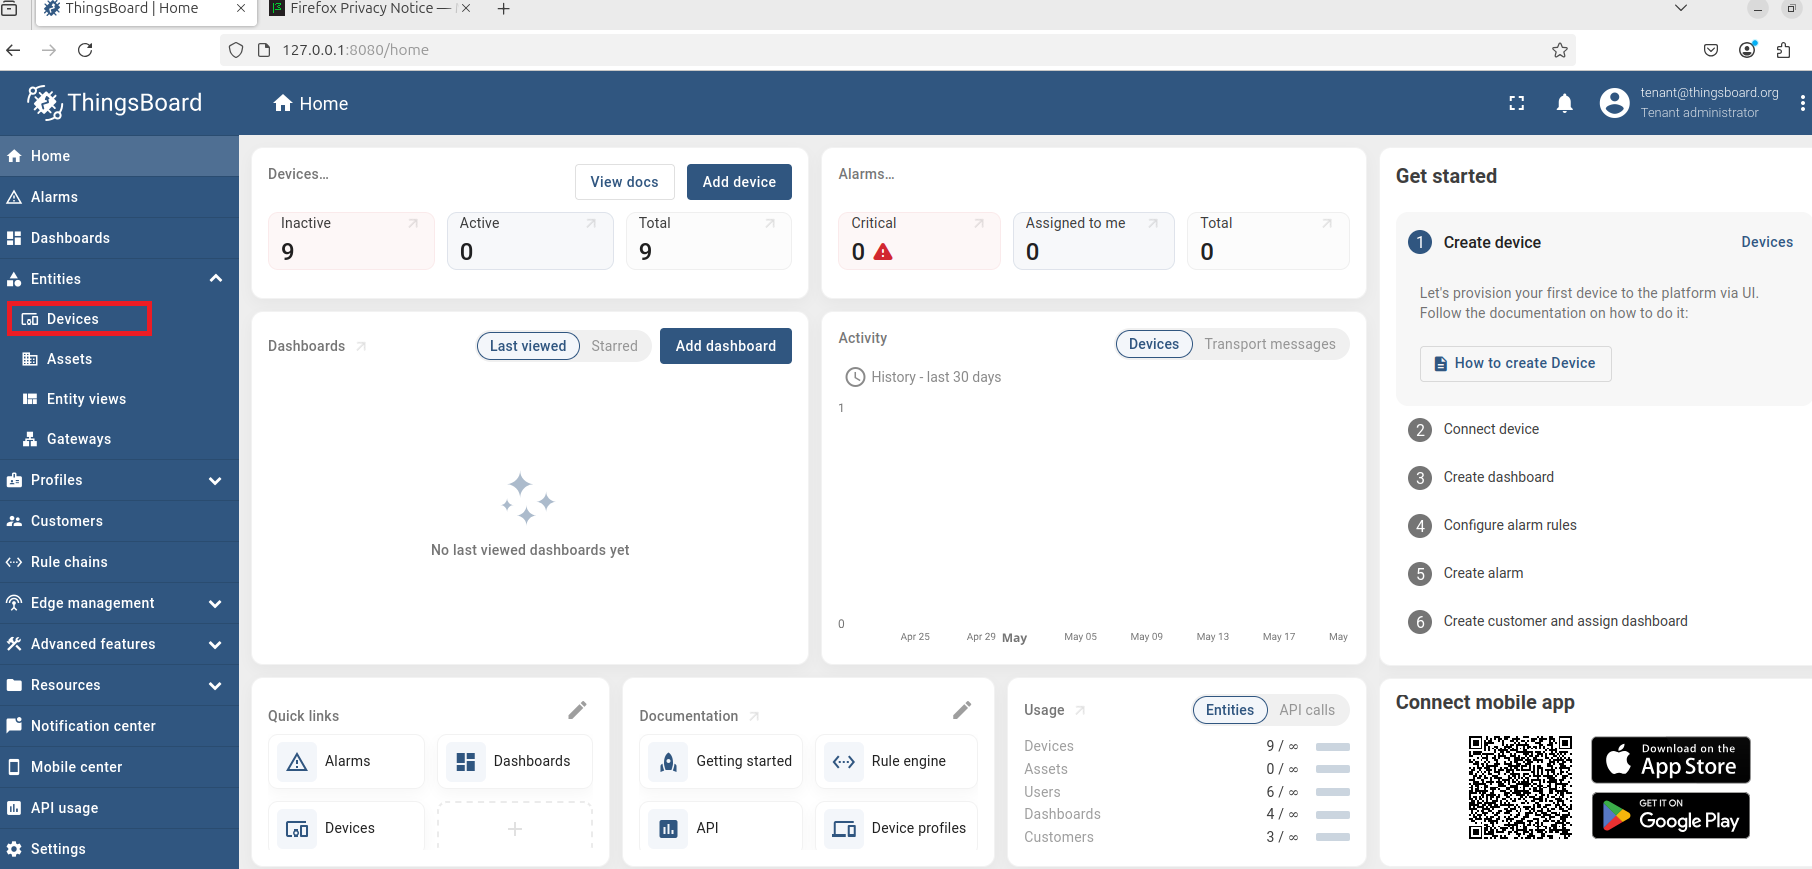 ThingsBoard | Home
Firefox Privacy Notice —
127.0.0.1:8080/home
ThingsBoard
Home
tenant@thingsboard.org
Tenant administrator
Home
Alarms
Dashboards
Entities
Devices
Assets
Entity views
Gateways
Profiles
Customers
Rule chains
Edge management
Advanced features
Resources
Notification center
Mobile center
API usage
Settings
Devices...
View docs
Add device
Inactive
9
Active
0
Total
9
Alarms...
Critical
0
Assigned to me
0
Total
0
Dashboards
Last viewed
Starred
Add dashboard
No last viewed dashboards yet
Activity
Devices
Transport messages
History - last 30 days
1
0
Apr 25 Apr 29 May May 05 May 09 May 13 May 17 May
Quick links
Alarms
Dashboards
Devices
Documentation
Getting started
Rule engine
API
Device profiles
Usage
Entities
API calls
Devices 9 / ∞
Assets 0 / ∞
Users 6 / ∞
Dashboards 4 / ∞
Customers 3 / ∞
Get started
1 Create device
Devices
Let's provision your first device to the platform via UI.
Follow the documentation on how to do it:
How to create Device
2 Connect device
3 Create dashboard
4 Configure alarm rules
5 Create alarm
6 Create customer and assign dashboard
Connect mobile app
Download on the
App Store
GET IT ON
Google Play